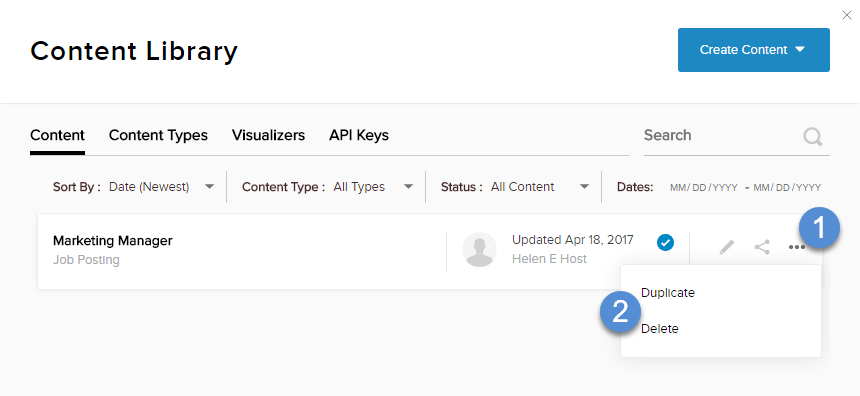 Content Library
Create Content
Content Content Types Visualizers API Keys Search
Sort By : Date (Newest) Content Type : All Types Status : All Content Dates: MM/ DD / YYYY - MM/ DD / YYYY
1
Marketing Manager Updated Apr 18, 2017
Job Posting Helen E Host
Duplicate
2
Delete